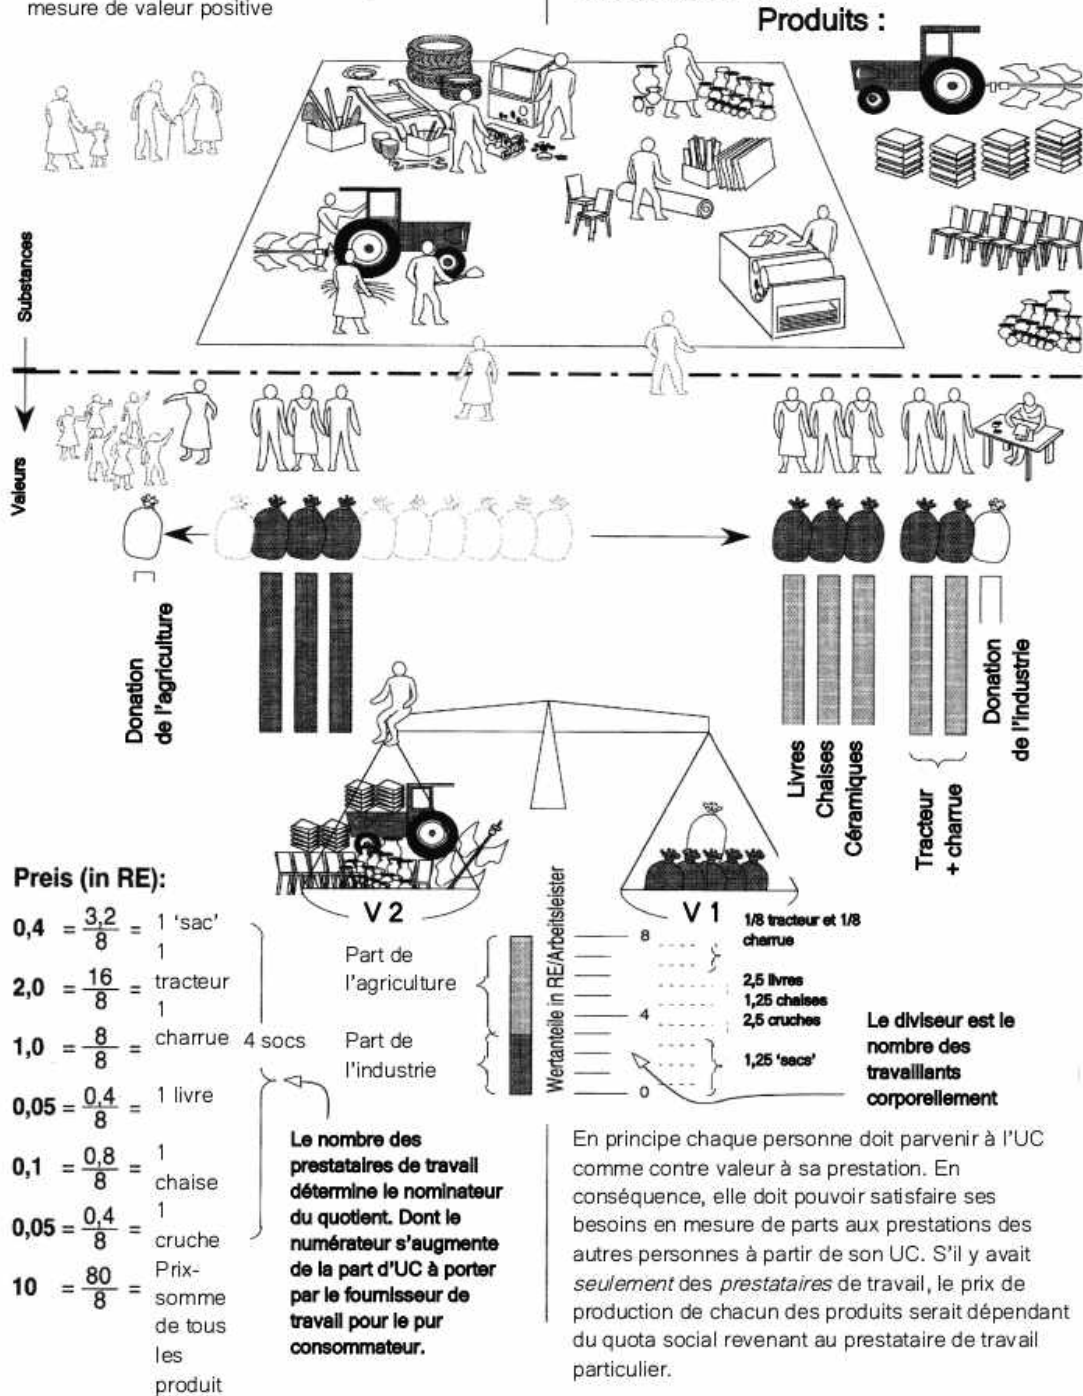 mesure de valeur positive
Produits :
Substances
Valeurs
Donation
de l'agriculture
Livres
Chaises
Céramiques
Tracteur
+ charrue
Donation
de l'industrie
Preis (in RE):
0,4 = 3,2/8 = 1 ‘sac’
2,0 = 16/8 = 1 tracteur
1,0 = 8/8 = 1 charrue 4 socs
0,05 = 0,4/8 = 1 livre
0,1 = 0,8/8 = 1 chaise
0,05 = 0,4/8 = 1 cruche
10 = 80/8 = Prix-
somme
de tous
les
produit
V 2
V 1
Part de
l'agriculture
Part de
l'industrie
Wertanteile in RE/Arbeitsleister
8
4
0
1/8 tracteur et 1/8
charrue
2,5 livres
1,25 chaises
2,5 cruches
1,25 ‘sacs’
Le diviseur est le
nombre des
travaillants
corporellement
Le nombre des
prestataires de travail
détermine le nominateur
du quotient. Dont le
numérateur s’augmente
de la part d’UC à porter
par le fournisseur de
travail pour le pur
consommateur.
En principe chaque personne doit parvenir à l’UC
comme contre valeur à sa prestation. En
conséquence, elle doit pouvoir satisfaire ses
besoins en mesure de parts aux prestations des
autres personnes à partir de son UC. S’il y avait
seulement des prestataires de travail, le prix de
production de chacun des produits serait dépendant
du quota social revenant au prestataire de travail
particulier.